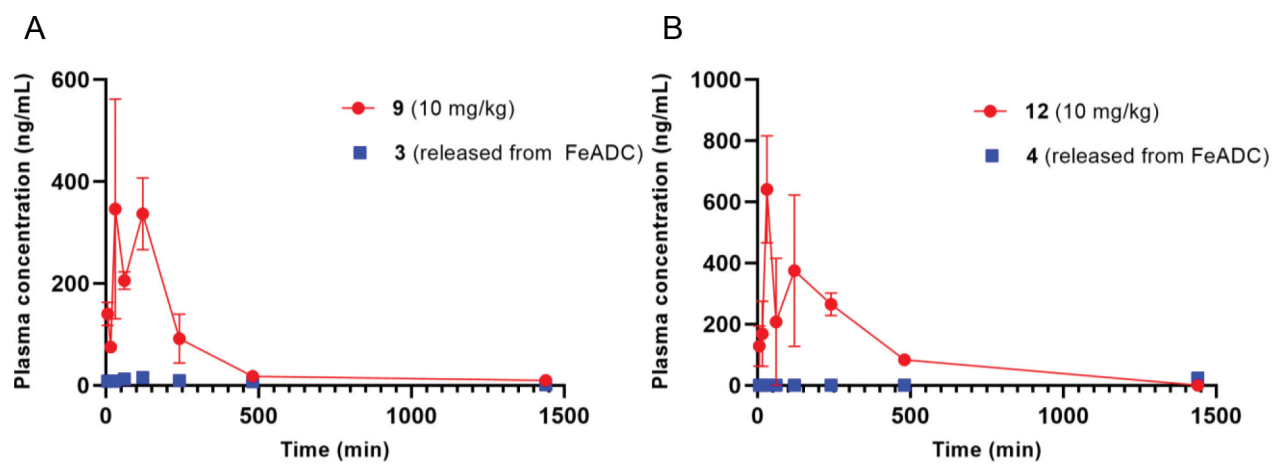 A
Plasma concentration (ng/mL)
600
400
200
0
0
500
1000
1500
Time (min)
9 (10 mg/kg)
3 (released from FeADC)
B
Plasma concentration (ng/mL)
1000
800
600
400
200
0
0
500
1000
1500
Time (min)
12 (10 mg/kg)
4 (released from FeADC)